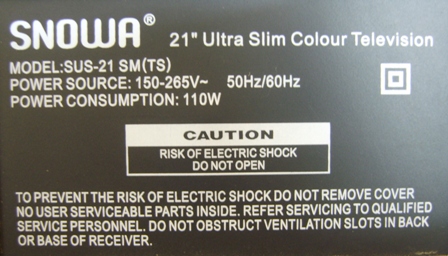 SNOWA® 21" Ultra Slim Colour Television
MODEL:SUS-21 SM(TS)
POWER SOURCE: 150-265V~ 50Hz/60Hz
POWER CONSUMPTION: 110W
CAUTION
RISK OF ELECTRIC SHOCK
DO NOT OPEN
TO PREVENT THE RISK OF ELECTRIC SHOCK DO NOT REMOVE COVER
NO USER SERVICEABLE PARTS INSIDE. REFER SERVICING TO QUALIFIED
SERVICE PERSONNEL. DO NOT OBSTRUCT VENTILATION SLOTS IN BACK
OR BASE OF RECEIVER.